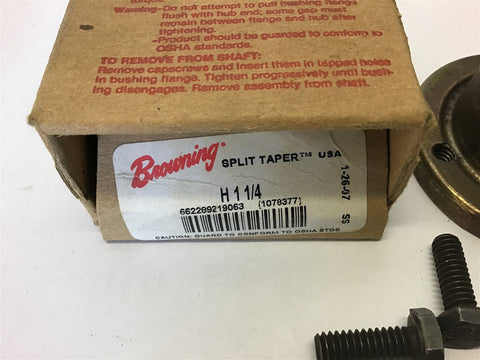 torque.
Warning-Do not attempt to pull bushing flange
flush with hub end; some gap must
remain between flange and hub after
tightening.
-Product should be guarded to conform to
OSHA standards.
TO REMOVE FROM SHAFT:
Remove capscrews and insert them in tapped holes
in bushing flange. Tighten progressively until bush-
ing disengages. Remove assembly from shaft.
Browning SPLIT TAPER™ USA
H 1 1/4
662289219063 (1078377)
1-26-07 SS
CAUTION: GUARD TO CONFORM TO OSHA STDS